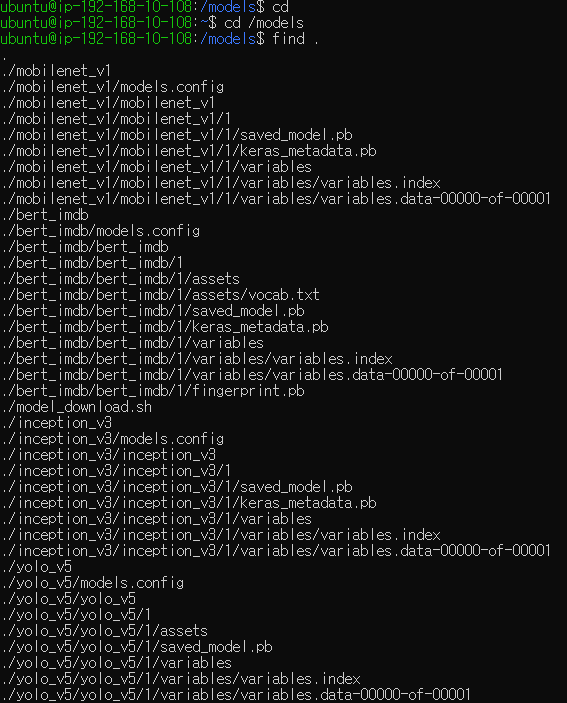 ubuntu@ip-192-168-10-108:/models$ cd
ubuntu@ip-192-168-10-108:~$ cd /models
ubuntu@ip-192-168-10-108:/models$ find .
.
./mobilenet_v1
./mobilenet_v1/models.config
./mobilenet_v1/mobilenet_v1
./mobilenet_v1/mobilenet_v1/1
./mobilenet_v1/mobilenet_v1/1/saved_model.pb
./mobilenet_v1/mobilenet_v1/1/keras_metadata.pb
./mobilenet_v1/mobilenet_v1/1/variables
./mobilenet_v1/mobilenet_v1/1/variables/variables.index
./mobilenet_v1/mobilenet_v1/1/variables/variables.data-00000-of-00001
./bert_imdb
./bert_imdb/models.config
./bert_imdb/bert_imdb
./bert_imdb/bert_imdb/1
./bert_imdb/bert_imdb/1/assets
./bert_imdb/bert_imdb/1/assets/vocab.txt
./bert_imdb/bert_imdb/1/saved_model.pb
./bert_imdb/bert_imdb/1/keras_metadata.pb
./bert_imdb/bert_imdb/1/variables
./bert_imdb/bert_imdb/1/variables/variables.index
./bert_imdb/bert_imdb/1/variables/variables.data-00000-of-00001
./bert_imdb/bert_imdb/1/fingerprint.pb
./model_download.sh
./inception_v3
./inception_v3/models.config
./inception_v3/inception_v3
./inception_v3/inception_v3/1
./inception_v3/inception_v3/1/saved_model.pb
./inception_v3/inception_v3/1/keras_metadata.pb
./inception_v3/inception_v3/1/variables
./inception_v3/inception_v3/1/variables/variables.index
./inception_v3/inception_v3/1/variables/variables.data-00000-of-00001
./yolo_v5
./yolo_v5/models.config
./yolo_v5/yolo_v5
./yolo_v5/yolo_v5/1
./yolo_v5/yolo_v5/1/assets
./yolo_v5/yolo_v5/1/saved_model.pb
./yolo_v5/yolo_v5/1/variables
./yolo_v5/yolo_v5/1/variables/variables.index
./yolo_v5/yolo_v5/1/variables/variables.data-00000-of-00001